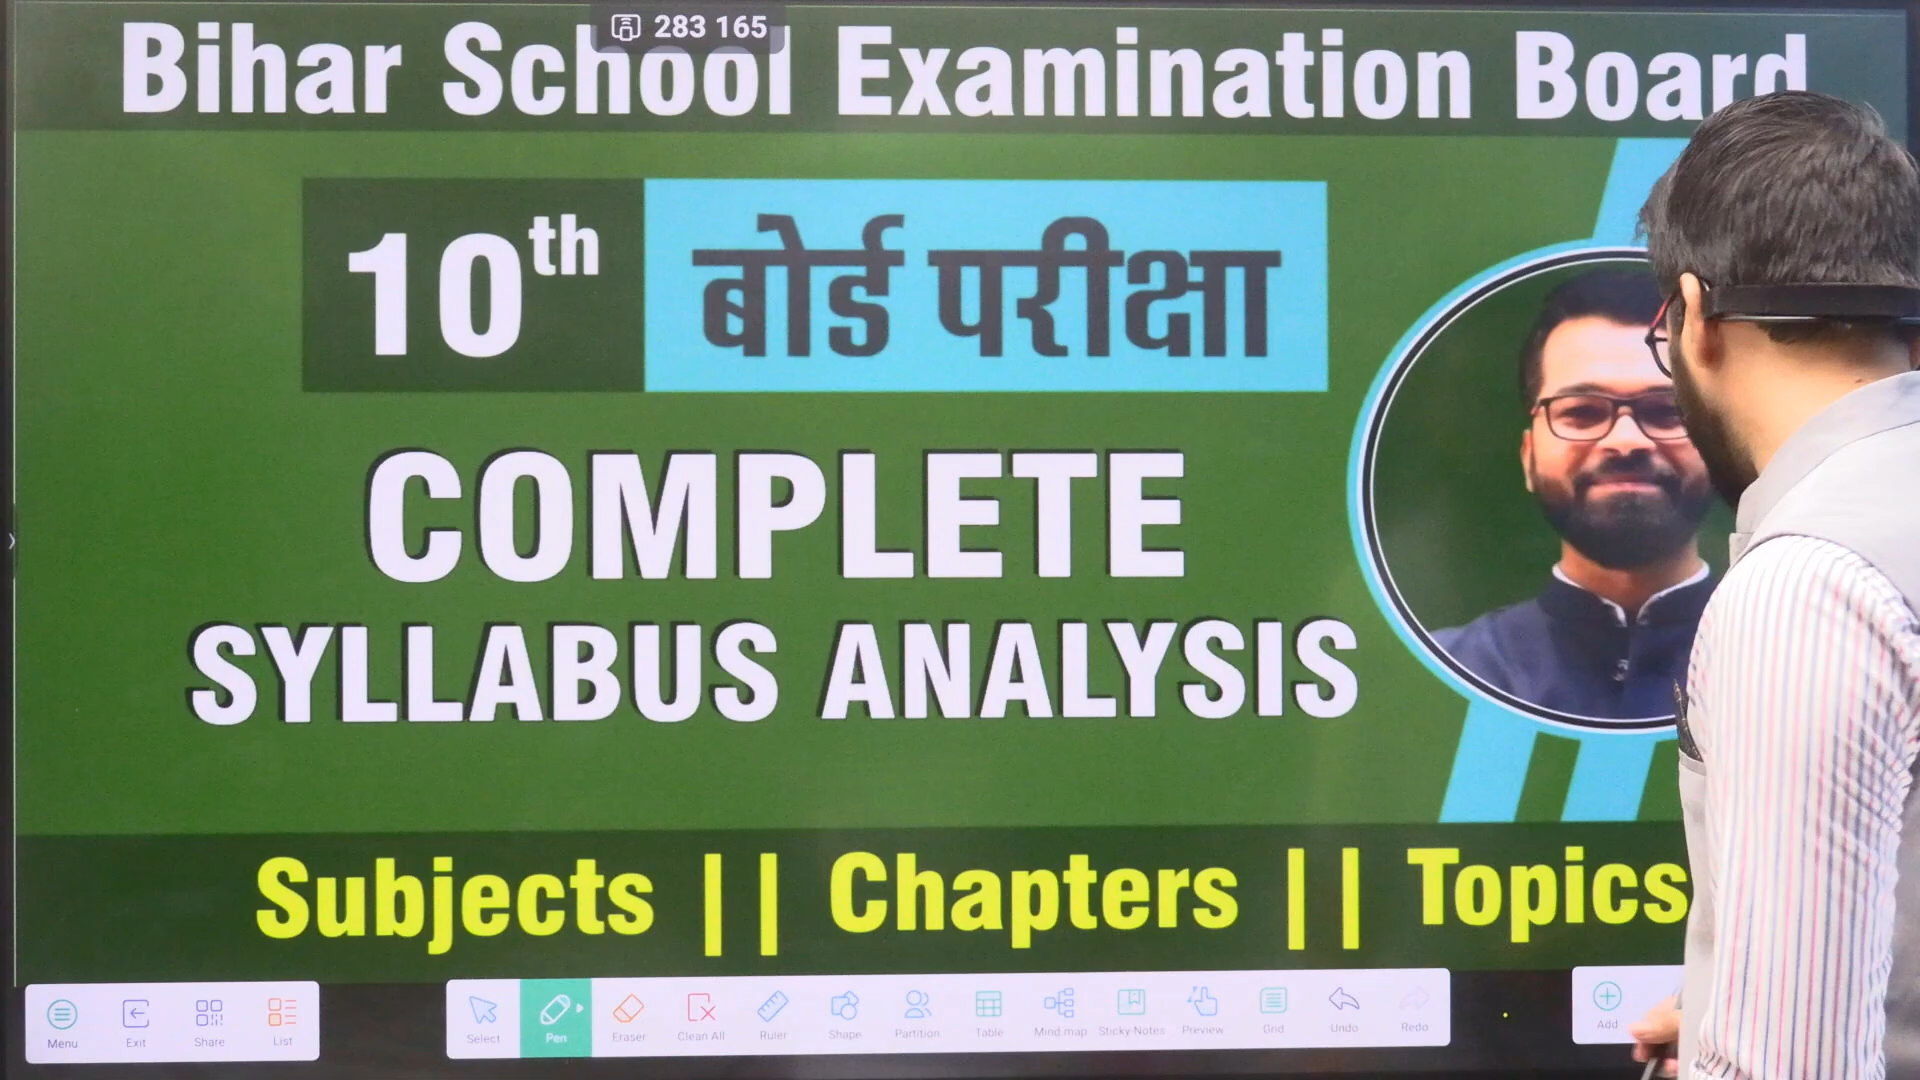 283 165
Bihar School Examination Board
10th बोर्ड परीक्षा
COMPLETE
SYLLABUS ANALYSIS
Subjects || Chapters || Topics
Menu Exit Share List Select Pen Eraser Clean All Ruler Shape Partition Table Mind map Sticky Notes Preview Grid Undo Redo Add